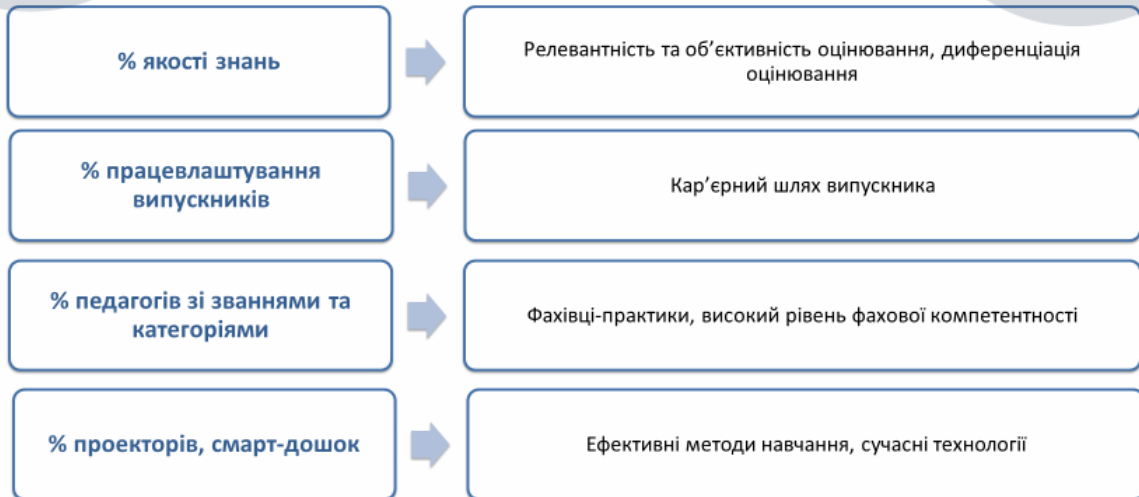 % якості знань
Релевантність та об’єктивність оцінювання, диференціація
оцінювання
% працевлаштування
випускників
Кар’єрний шлях випускника
% педагогів зі званнями та
категоріями
Фахівці-практики, високий рівень фахової компетентності
% проекторів, смарт-дошок
Ефективні методи навчання, сучасні технології